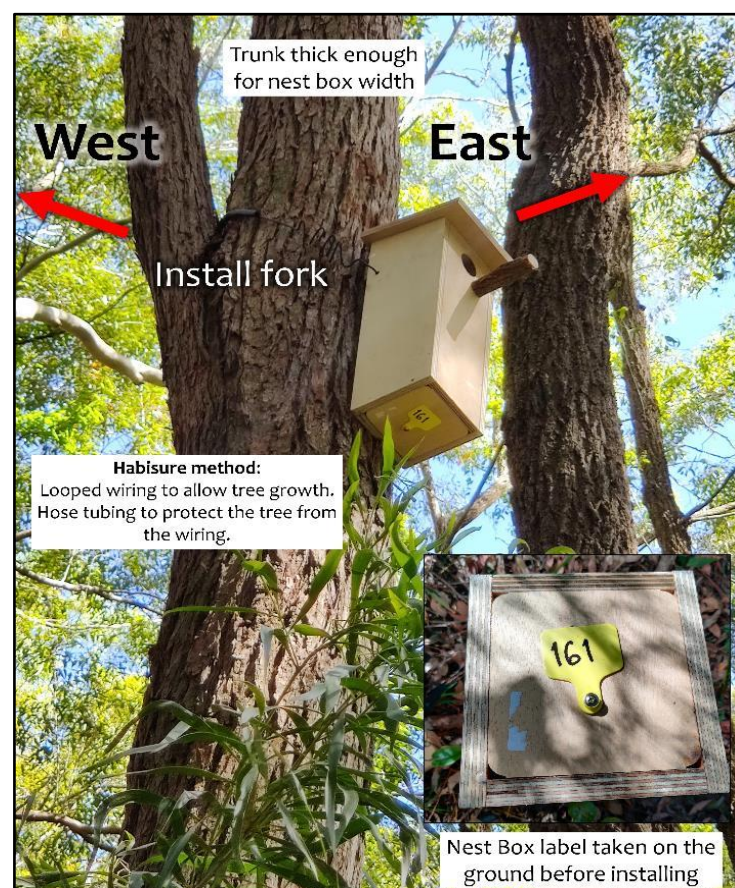 Trunk thick enough
for nest box width
West
East
Install fork
161
Habisure method:
Looped wiring to allow tree growth.
Hose tubing to protect the tree from
the wiring.
161
Nest Box label taken on the
ground before installing